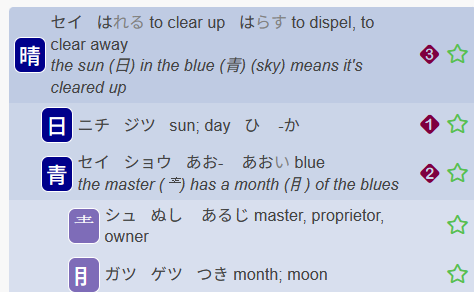 セイ はれる to clear up はらす to dispel, to
clear away
晴
the sun (日) in the blue (青) (sky) means it's
cleared up
3
日 ニチ ジツ sun; day ひ -か
1
セイ ショウ あお- あおい blue
青
the master (龶) has a month (⺝) of the blues
2
龶
シュ ぬし あるじ master, proprietor,
owner
⺝ ガツ ゲツ つき month; moon